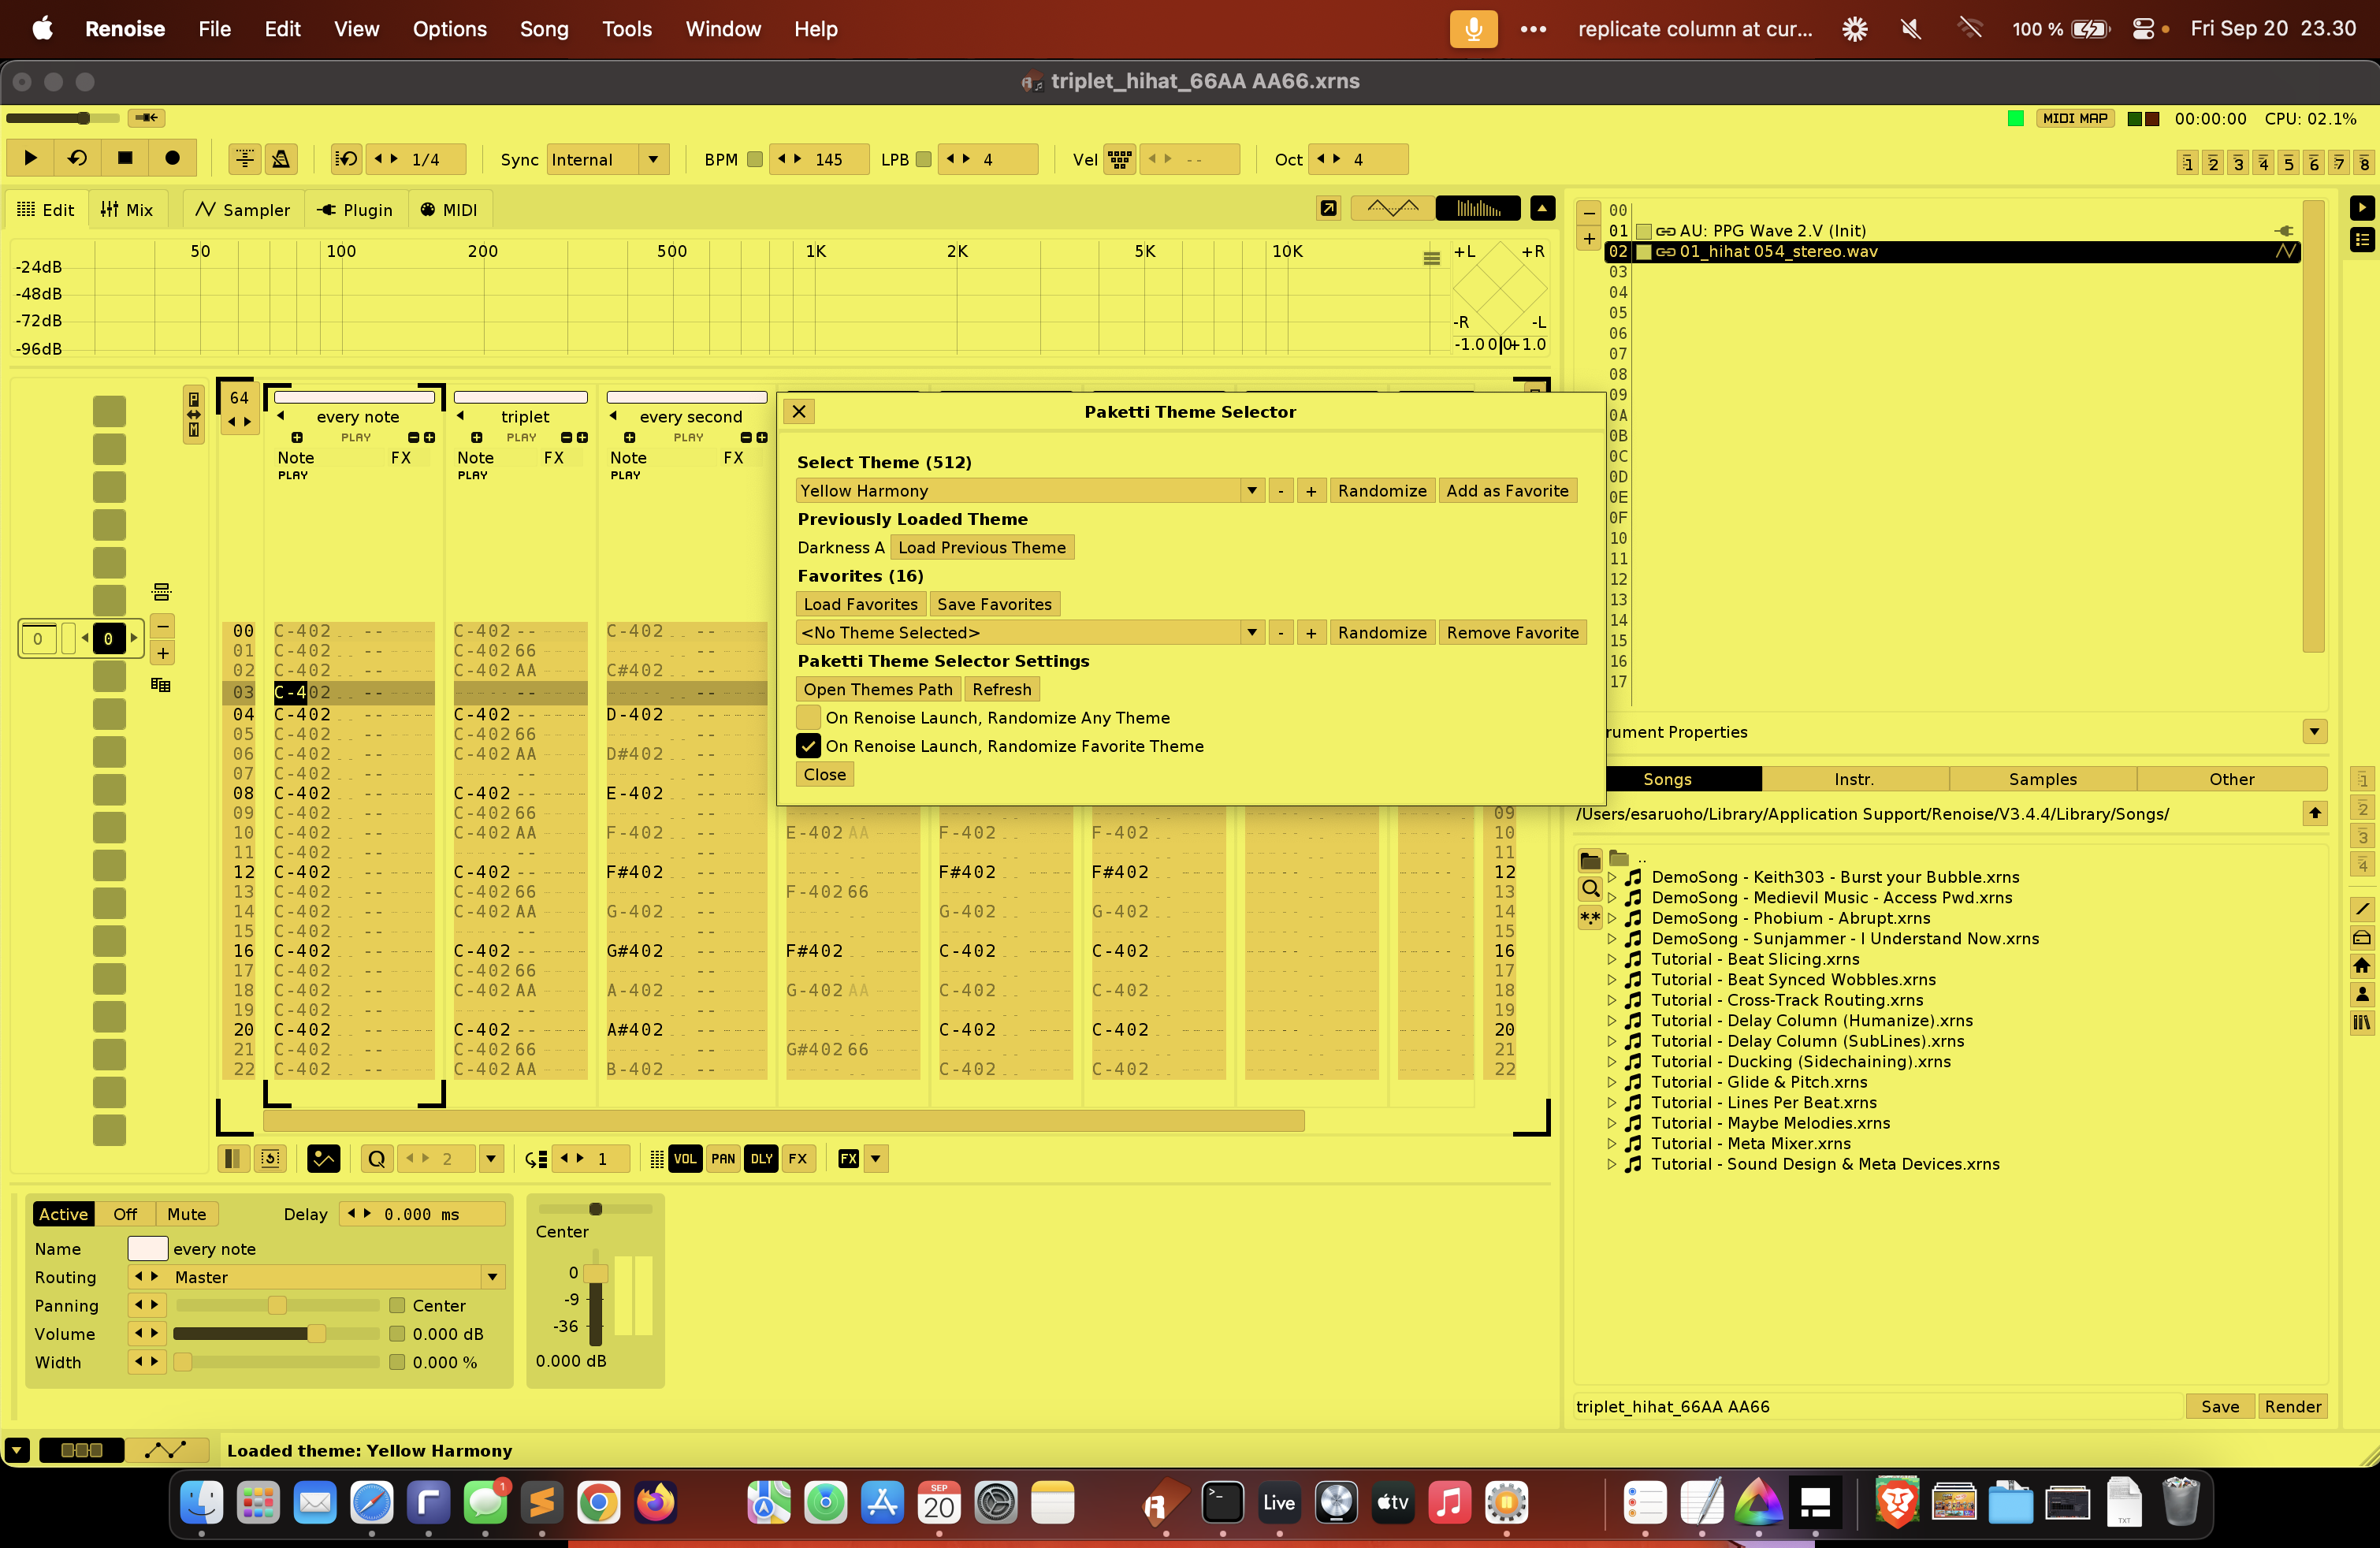 Renoise File Edit View Options Song Tools Window Help replicate column at cur... 100 % Fri Sep 20 23.30
triplet_hihat_66AA AA66.xrns
MIDI MAP 00:00:00 CPU: 02.1%
1/4 Sync Internal BPM 145 LPB 4 Vel -- Oct 4 1 2 3 4 5 6 7 8
Edit Mix Sampler Plugin MIDI
50 100 200 500 1K 2K 5K 10K +L +R
-24dB
-48dB
-72dB -R -L
-96dB -1.0 0.0 +1.0
00
01 AU: PPG Wave 2.V (Init)
02 01_hihat 054_stereo.wav
03
04
05
06
07
08
09
0A
0B
0C
0D
0E
0F
10
11
12
13
14
15
16
17
64
every note triplet every second
PLAY PLAY PLAY
Note FX Note FX Note FX
PLAY PLAY PLAY
Paketti Theme Selector
Select Theme (512)
Yellow Harmony - + Randomize Add as Favorite
Previously Loaded Theme
Darkness A Load Previous Theme
Favorites (16)
Load Favorites Save Favorites
<No Theme Selected> - + Randomize Remove Favorite
Paketti Theme Selector Settings
Open Themes Path Refresh
On Renoise Launch, Randomize Any Theme
On Renoise Launch, Randomize Favorite Theme
Close
0 0
00 C-402 -- C-402 -- C-402 --
01 C-402 -- C-402 66 --
02 C-402 -- C-402 AA C#402 --
03 C-402 -- -- --
04 C-402 -- C-402 -- D-402 --
05 C-402 -- C-402 66 --
06 C-402 -- C-402 AA D#402 --
07 C-402 -- -- --
08 C-402 -- C-402 -- E-402 --
09 C-402 -- C-402 66 -- 09
10 C-402 -- C-402 AA F-402 -- E-402 AA F-402 F-402 10
11 C-402 -- -- -- 11
12 C-402 -- C-402 -- F#402 -- F#402 F#402 12
13 C-402 -- C-402 66 -- F-402 66 13
14 C-402 -- C-402 AA G-402 -- G-402 G-402 14
15 C-402 -- -- -- 15
16 C-402 -- C-402 -- G#402 -- F#402 C-402 C-402 16
17 C-402 -- C-402 66 -- 17
18 C-402 -- C-402 AA A-402 -- G-402 AA C-402 C-402 18
19 C-402 -- -- -- 19
20 C-402 -- C-402 -- A#402 -- C-402 C-402 20
21 C-402 -- C-402 66 -- G#402 66 21
22 C-402 -- C-402 AA B-402 -- C-402 C-402 22
Q 2 1 VOL PAN DLY FX FX
rument Properties
Songs Instr. Samples Other
/Users/esaruoho/Library/Application Support/Renoise/V3.4.4/Library/Songs/
..
DemoSong - Keith303 - Burst your Bubble.xrns
DemoSong - Medievil Music - Access Pwd.xrns
DemoSong - Phobium - Abrupt.xrns
DemoSong - Sunjammer - I Understand Now.xrns
Tutorial - Beat Slicing.xrns
Tutorial - Beat Synced Wobbles.xrns
Tutorial - Cross-Track Routing.xrns
Tutorial - Delay Column (Humanize).xrns
Tutorial - Delay Column (SubLines).xrns
Tutorial - Ducking (Sidechaining).xrns
Tutorial - Glide & Pitch.xrns
Tutorial - Lines Per Beat.xrns
Tutorial - Maybe Melodies.xrns
Tutorial - Meta Mixer.xrns
Tutorial - Sound Design & Meta Devices.xrns
1
2
3
4
Active Off Mute Delay 0.000 ms
Name every note
Routing Master
Panning Center
Volume 0.000 dB
Width 0.000 %
Center
0
-9
-36
0.000 dB
triplet_hihat_66AA AA66 Save Render
Loaded theme: Yellow Harmony
1 SEP 20 Live tv TXT